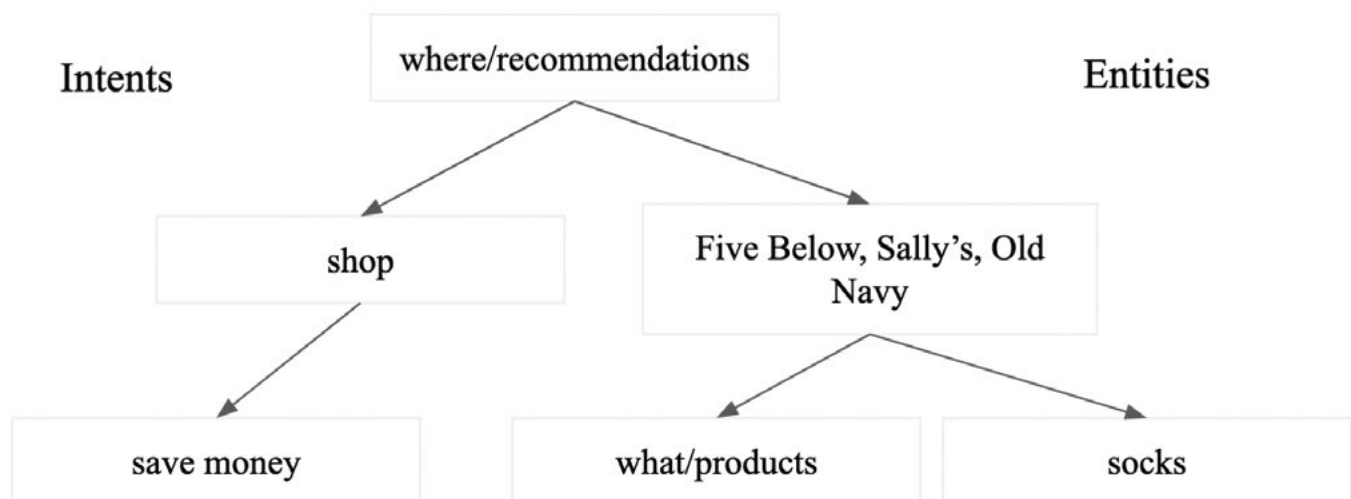 where/recommendations
Intents
Entities
shop
Five Below, Sally’s, Old
Navy
save money
what/products
socks